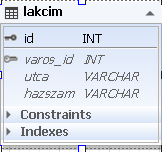 lakcim
id INT
varos_id INT
utca VARCHAR
hazszam VARCHAR
Constraints
Indexes